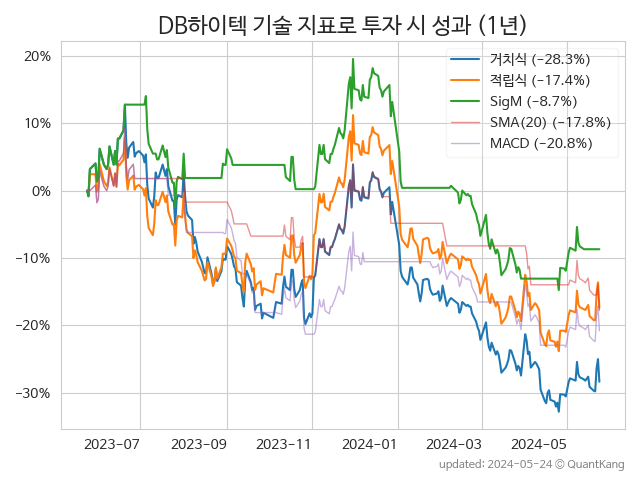 DB하이텍 기술 지표로 투자 시 성과 (1년)
거치식 (−28.3%)
적립식 (−17.4%)
SigM (−8.7%)
SMA(20) (−17.8%)
MACD (−20.8%)
20%
10%
0%
−10%
−20%
−30%
2023-07
2023-09
2023-11
2024-01
2024-03
2024-05
updated: 2024-05-24 ⓒ QuantKang